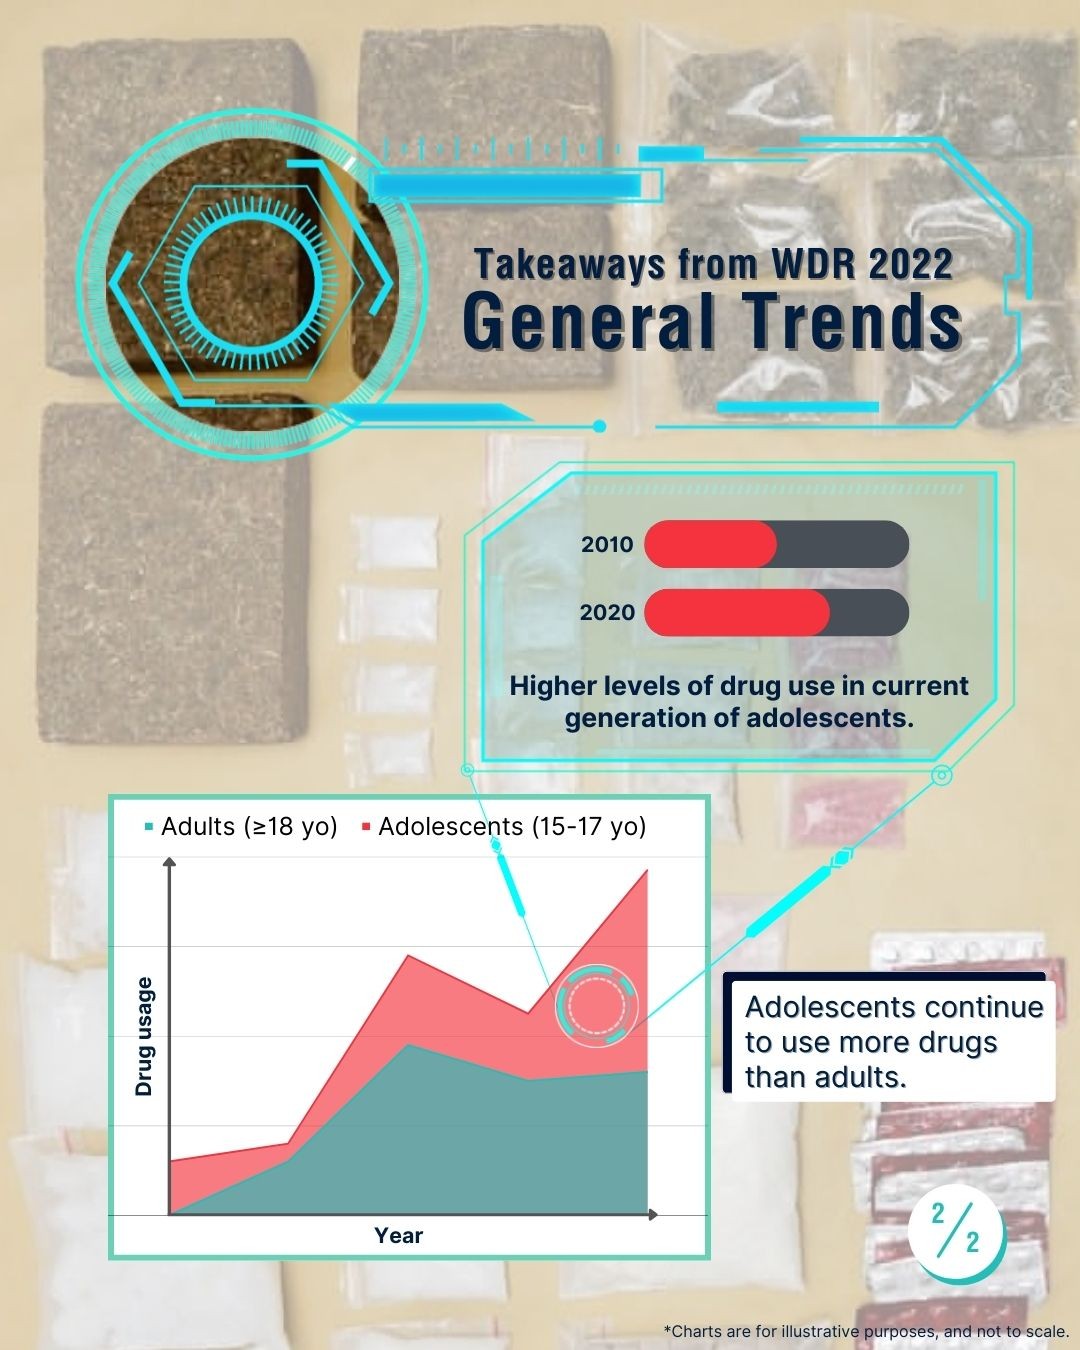 Takeaways from WDR 2022
General Trends
2010
2020
Higher levels of drug use in current
generation of adolescents.
Adults (≥18 yo) Adolescents (15-17 yo)
Drug usage
Year
Adolescents continue
to use more drugs
than adults.
2/2
*Charts are for illustrative purposes, and not to scale.